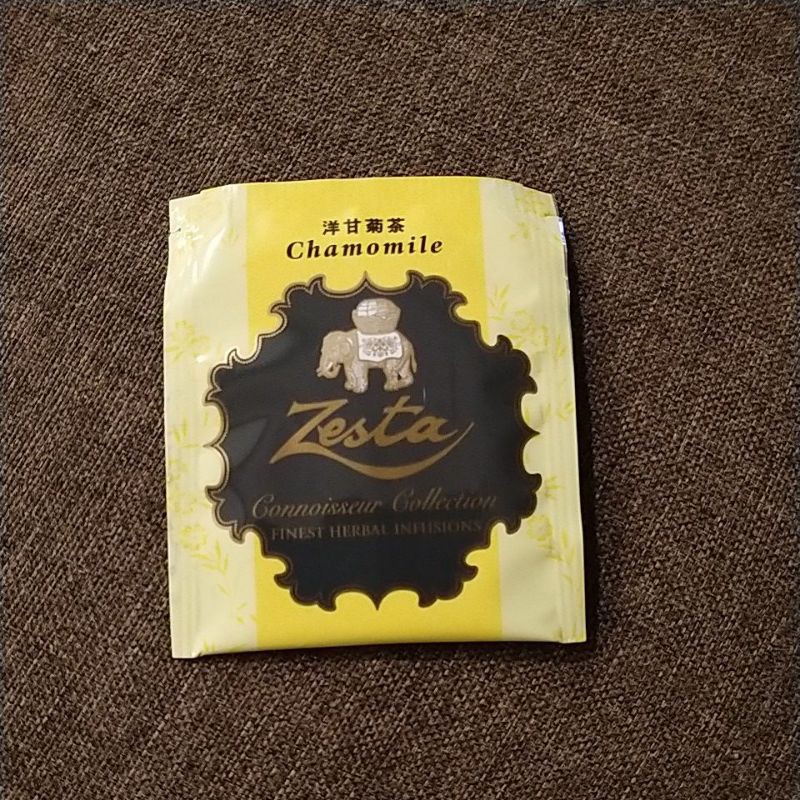 洋甘菊茶
Chamomile
Zesta
Connoisseur Collection
FINEST HERBAL INFUSIONS